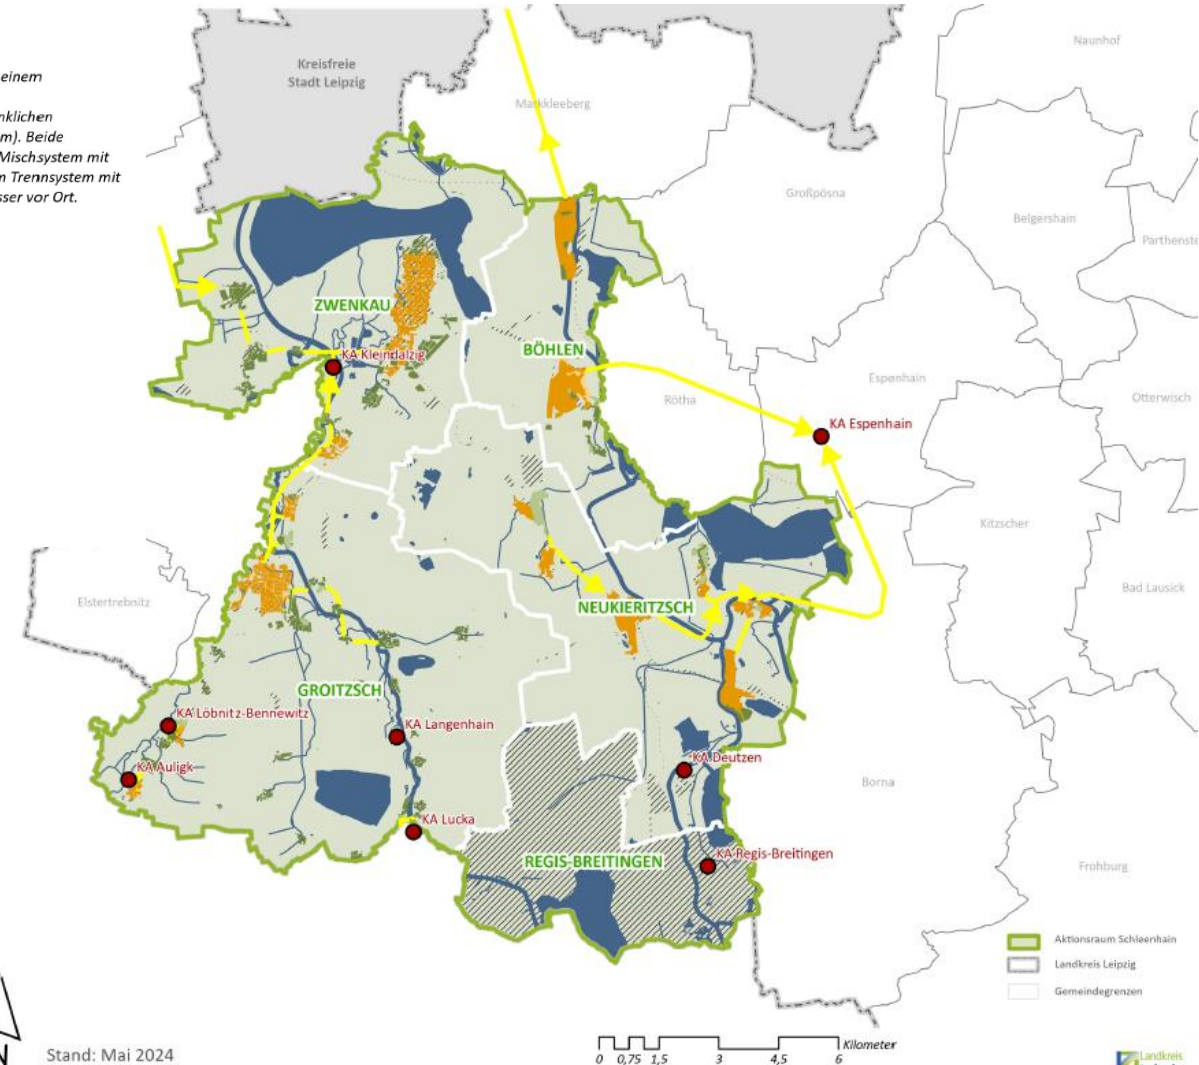 einem
nklichen
m). Beide
Mischsystem mit
n Trennsystem mit
sser vor Ort.
Kreisfreie
Stadt Leipzig
Naunhof
Markkleeberg
Großpösna
Belgershain
Parthenste
ZWENKAU
BÖHLEN
KA Kleindalzig
Espenhain
Rötha
Otterwisch
KA Espenhain
Kitzscher
Elstertrebnitz
NEUKIERITZSCH
Bad Lausick
GROITZSCH
KA Löbnitz-Bennewitz
KA Langenhain
KA Auligk
KA Deutzen
Borna
KA Lucka
REGIS-BREITINGEN
KA Regis-Breitingen
Frohburg
Aktionsraum Schleenhain
Landkreis Leipzig
Gemeindegrenzen
N
Stand: Mai 2024
Kilometer
0 0,75 1,5 3 4,5 6
Landkreis